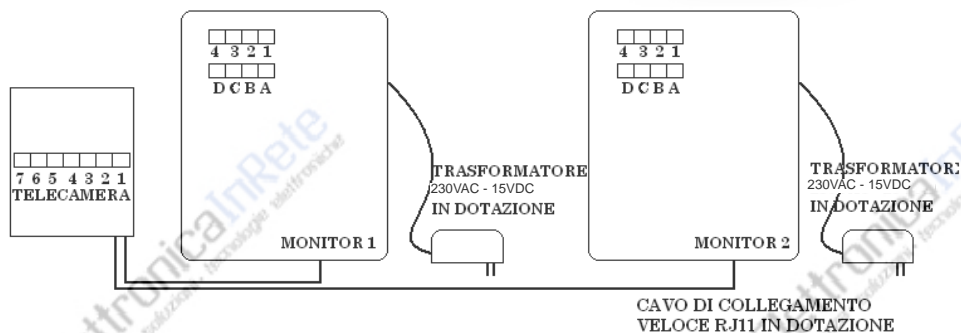 4 3 2 1
D C B A
7 6 5 4 3 2 1
TELECAMERA
MONITOR 1
TRASFORMATORE
230VAC - 15VDC
IN DOTAZIONE
4 3 2 1
D C B A
MONITOR 2
TRASFORMATOR
230VAC - 15VDC
IN DOTAZIONE
CAVO DI COLLEGAMENTO
VELOCE RJ11 IN DOTAZIONE